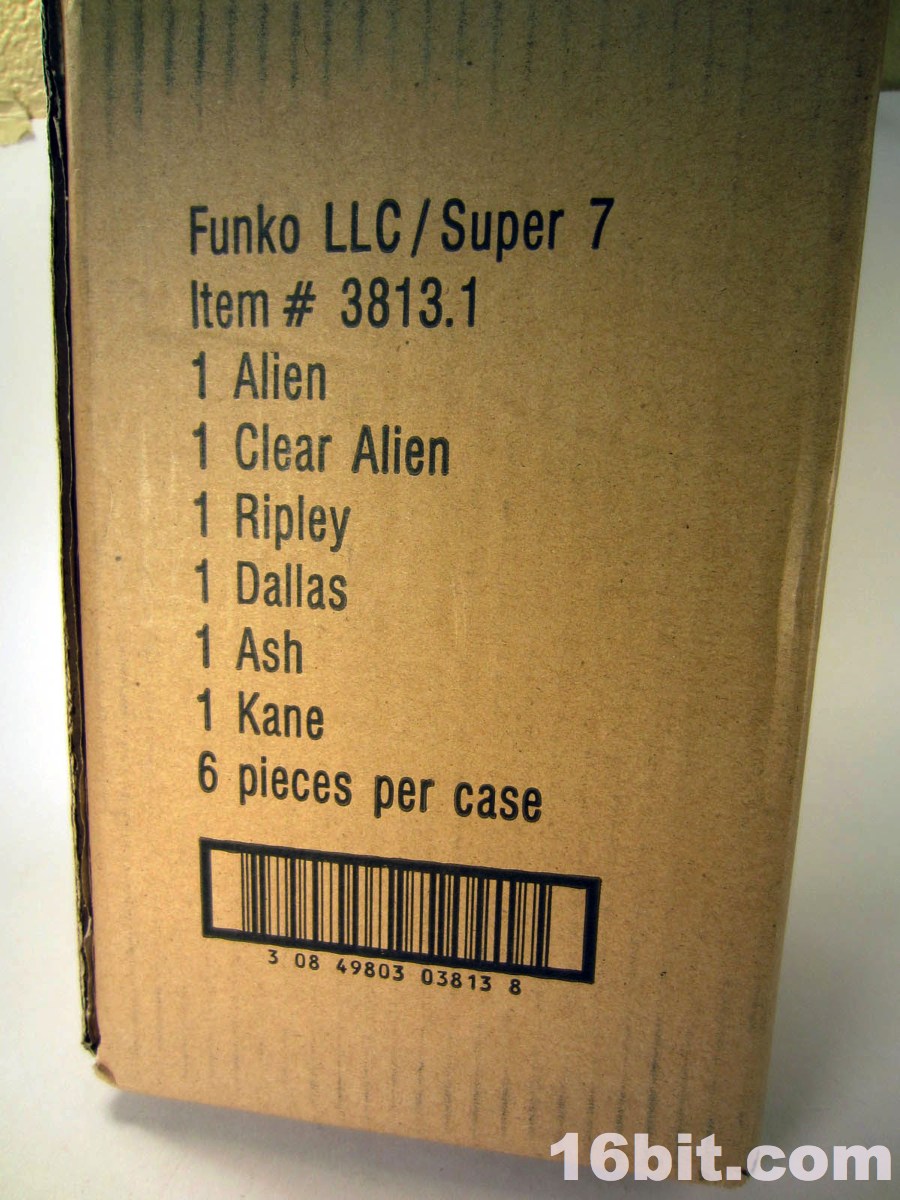 Funko LLC/Super 7
Item # 3813.1
1 Alien
1 Clear Alien
1 Ripley
1 Dallas
1 Ash
1 Kane
6 pieces per case
3 08 49803 03813 8
16bit.com